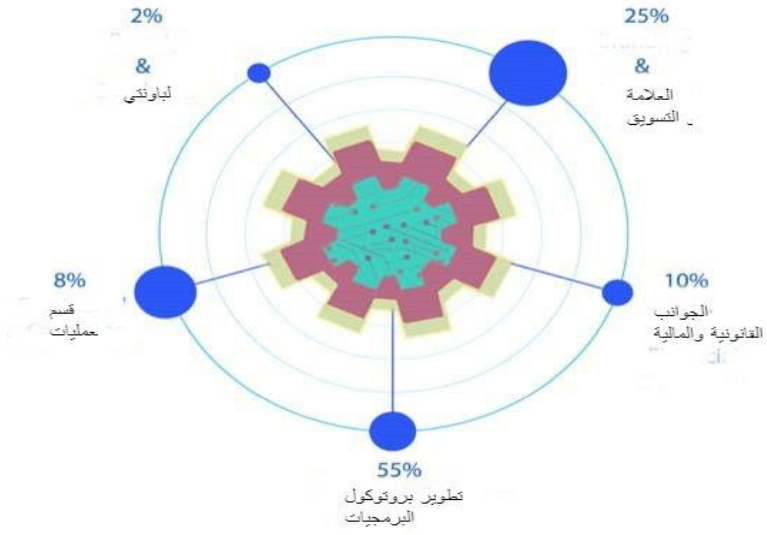 2%
&
لباونتي
25%
&
العلامة
التسويق
8%
قسم
عمليات
10%
الجوانب
القانونية والمالية
55%
تطوير بروتوكول
البرمجيات